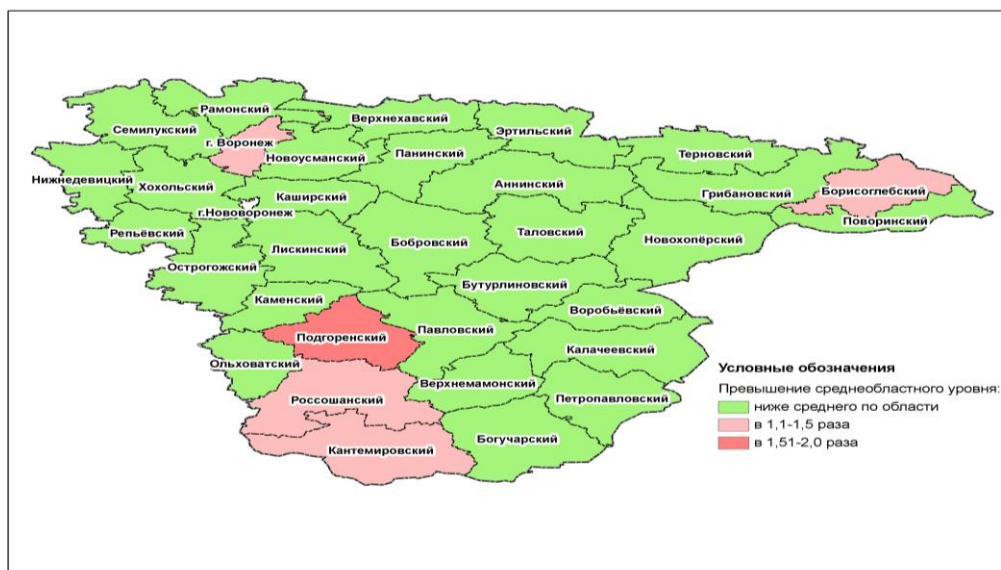 Рамонский
Верхнехавский
Семилукский
Эртильский
г. Воронеж
Новоусманский
Панинский
Терновский
Нижнедевицкий
Хохольский
Аннинский
Грибановский
Борисоглебский
Каширский
г.Нововоронеж
Поворинский
Репьёвский
Бобровский
Таловский
Новохопёрский
Лискинский
Острогожский
Бутурлиновский
Каменский
Воробьёвский
Подгоренский
Павловский
Калачеевский
Ольховатский
Верхнемамонский
Россошанский
Петропавловский
Богучарский
Кантемировский
Условные обозначения
Превышение среднеобластного уровня:
ниже среднего по области
в 1,1-1,5 раза
в 1,51-2,0 раза